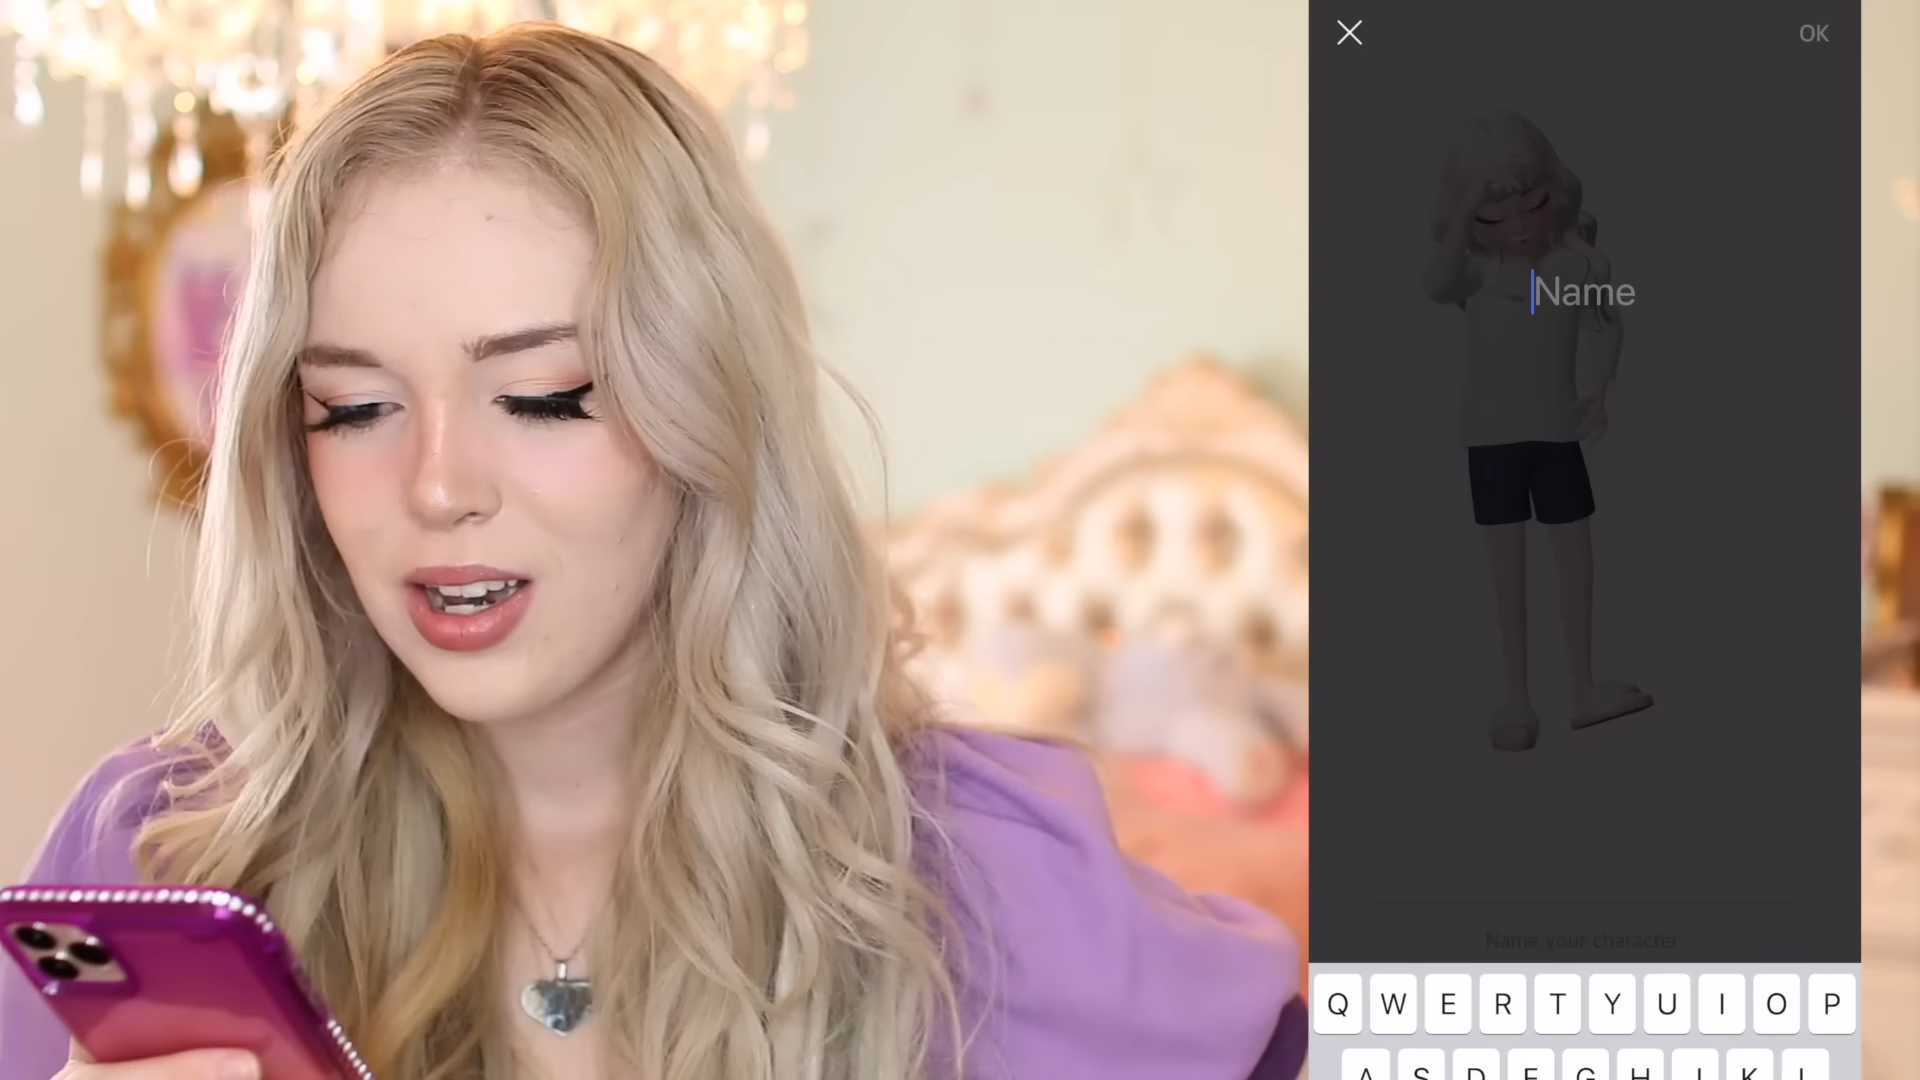 OK
Name
Name your character
Q W E R T Y U I O P
A S D F G H J K L